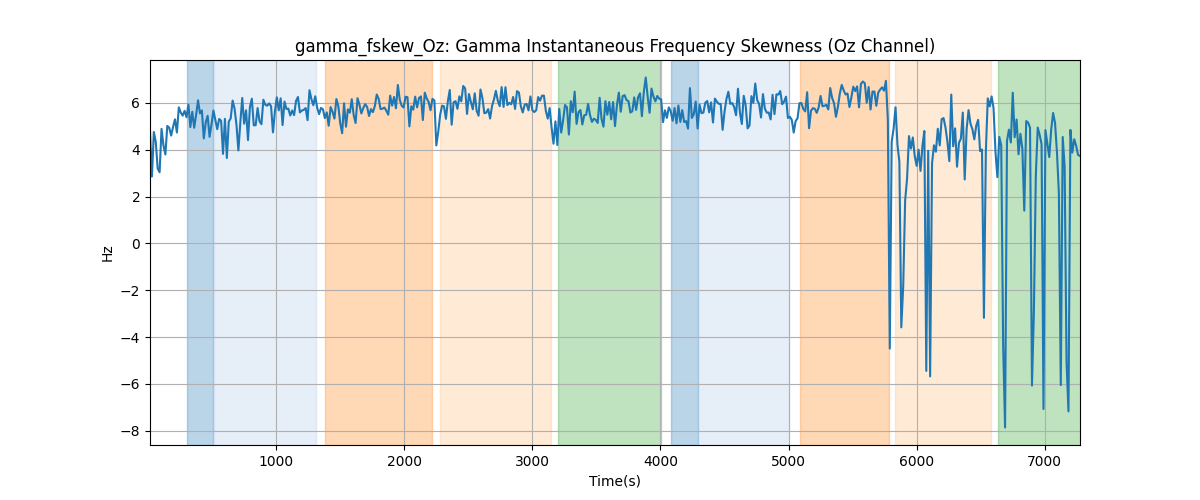 gamma_fskew_Oz: Gamma Instantaneous Frequency Skewness (Oz Channel)
6
4
2
0
−2
−4
−6
−8
Hz
1000 2000 3000 4000 5000 6000 7000
Time(s)